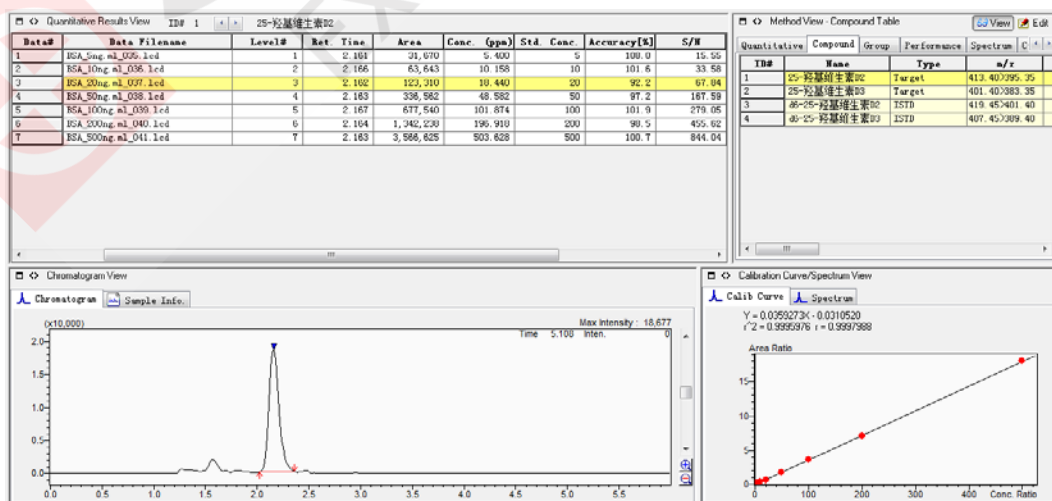 Quantitative Results View ID# 1 25-羟基维生素D2
Data# Data Filename Level# Ret. Time Area Conc. (ppm) Std. Conc. Accuracy[%] S/N
1 BSA_5ng.ml_035.lcd 1 2.161 31,670 5.400 5 108.0 15.55
2 BSA_10ng.ml_036.lcd 2 2.166 63,643 10.158 10 101.6 33.58
3 BSA_20ng.ml_037.lcd 3 2.162 123,310 18.440 20 92.2 67.84
4 BSA_50ng.ml_038.lcd 4 2.163 336,562 48.582 50 97.2 167.59
5 BSA_100ng.ml_039.lcd 5 2.167 677,540 101.874 100 101.9 279.05
6 BSA_200ng.ml_040.lcd 6 2.164 1,342,238 196.918 200 98.5 455.62
7 BSA_500ng.ml_041.lcd 7 2.163 3,566,625 503.628 500 100.7 844.04
Method View - Compound Table View Edit
Quantitative Compound Group Performance Spectrum C
ID# Name Type m/z
1 25-羟基维生素D2 Target 413.40>395.35
2 25-羟基维生素D3 Target 401.40>383.35
3 d6-25-羟基维生素D2 ISTD 419.45>401.40
4 d6-25-羟基维生素D3 ISTD 407.45>389.40
Chromatogram View
Chromatogram Sample Info.
(x10,000) Max Intensity : 18,677
Time 5.108 Inten. 0
2.0
1.5
1.0
0.5
0.0
0.0 0.5 1.0 1.5 2.0 2.5 3.0 3.5 4.0 4.5 5.0 5.5
Calibration Curve/Spectrum View
Calib Curve Spectrum
Y = 0.0359273X - 0.0310520
r^2 = 0.9995976 r = 0.9997988
Area Ratio
15
10
5
0
0 100 200 300 400 Conc. Ratio